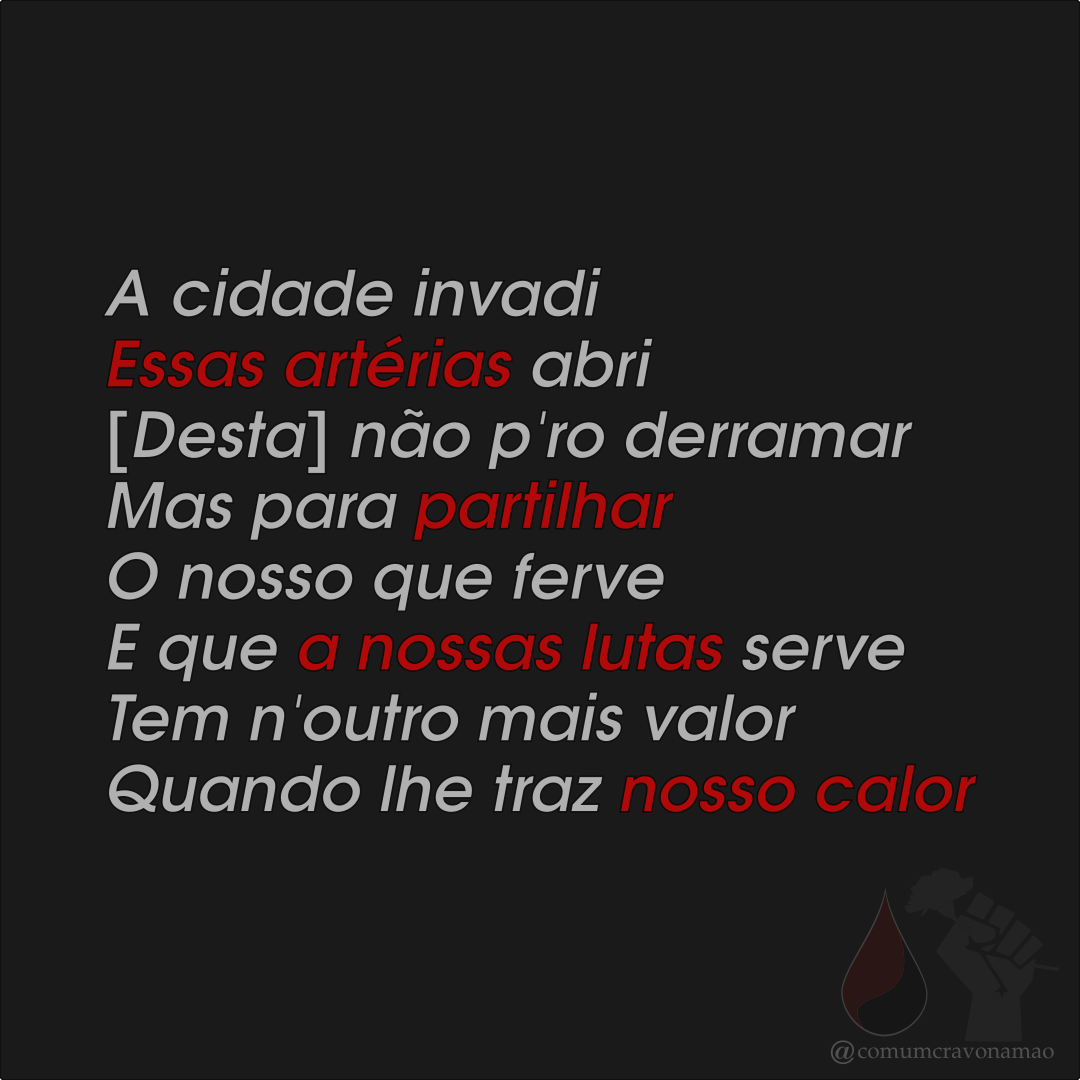 A cidade invadi
Essas artérias abri
[Desta] não p'ro derramar
Mas para partilhar
O nosso que ferve
E que a nossas lutas serve
Tem n'outro mais valor
Quando lhe traz nosso calor
@comumcravonamao